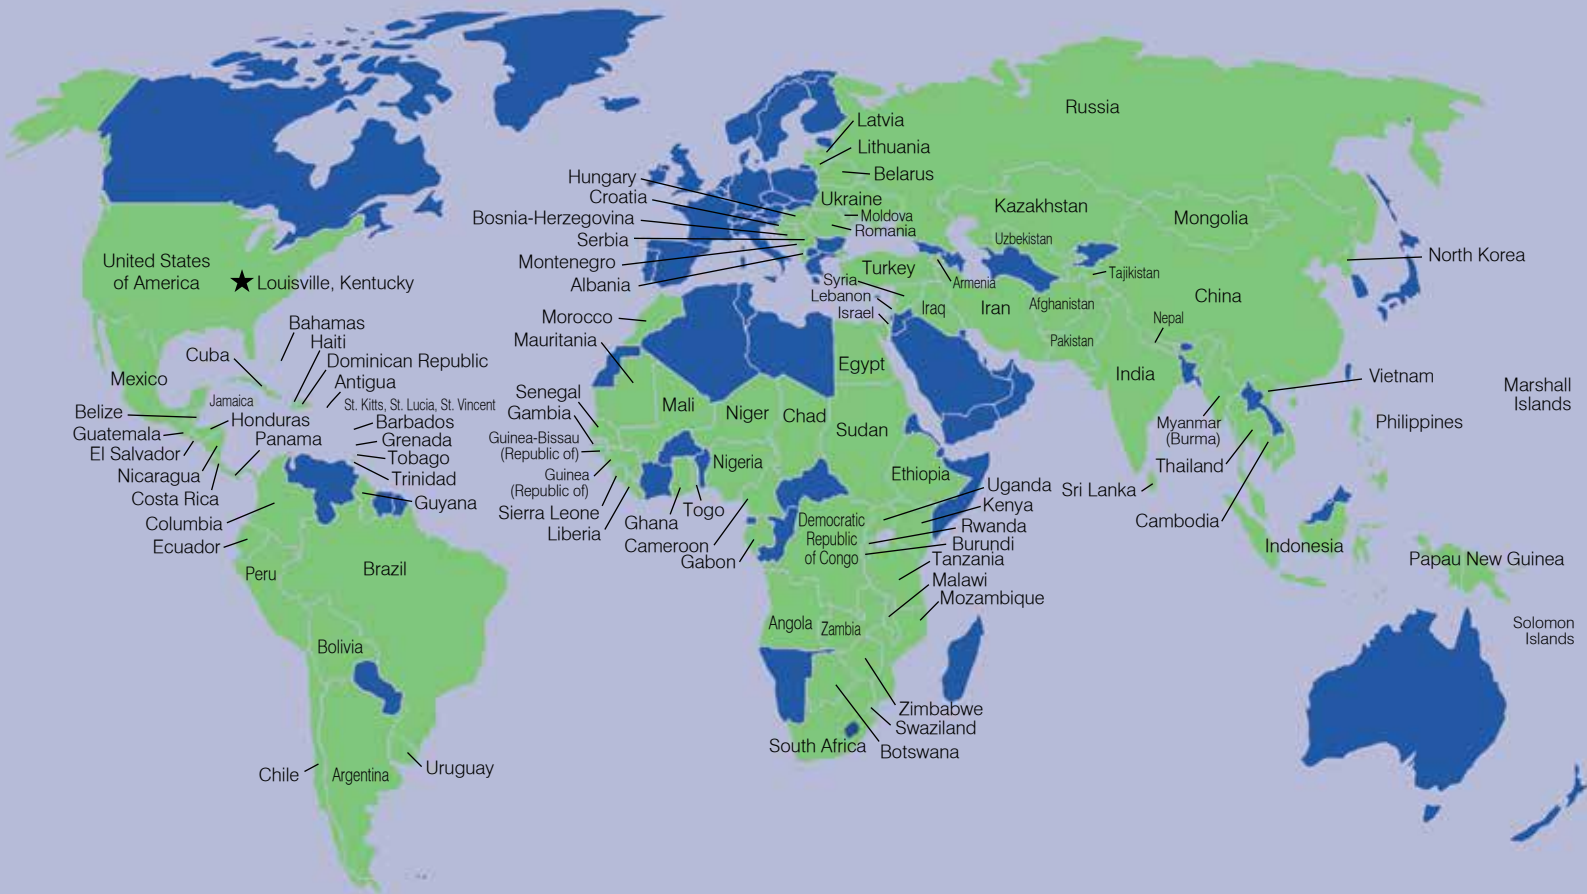 Russia
Latvia
Lithuania
Belarus
Hungary
Croatia
Bosnia-Herzegovina
Serbia
Montenegro
Albania
Ukraine
Moldova
Romania
Kazakhstan
Mongolia
Uzbekistan
North Korea
United States
of America
Louisville, Kentucky
Turkey
Syria
Lebanon
Israel
Armenia
Tajikistan
Iraq
Iran
Afghanistan
China
Nepal
Pakistan
India
Morocco
Mauritania
Egypt
Bahamas
Haiti
Cuba
Dominican Republic
Antigua
Mexico
Jamaica
St. Kitts, St. Lucia, St. Vincent
Belize
Honduras
Barbados
Guatemala
Panama
Grenada
El Salvador
Tobago
Nicaragua
Trinidad
Costa Rica
Guyana
Columbia
Ecuador
Peru
Brazil
Bolivia
Chile
Argentina
Uruguay
Senegal
Gambia
Guinea-Bissau
(Republic of)
Guinea
(Republic of)
Sierra Leone
Liberia
Mali
Niger
Chad
Sudan
Nigeria
Ethiopia
Ghana
Togo
Cameroon
Gabon
Democratic
Republic
of Congo
Uganda
Kenya
Rwanda
Burundi
Tanzania
Malawi
Mozambique
Angola
Zambia
Zimbabwe
Swaziland
Botswana
South Africa
Vietnam
Marshall
Islands
Philippines
Myanmar
(Burma)
Thailand
Sri Lanka
Cambodia
Indonesia
Papau New Guinea
Solomon
Islands